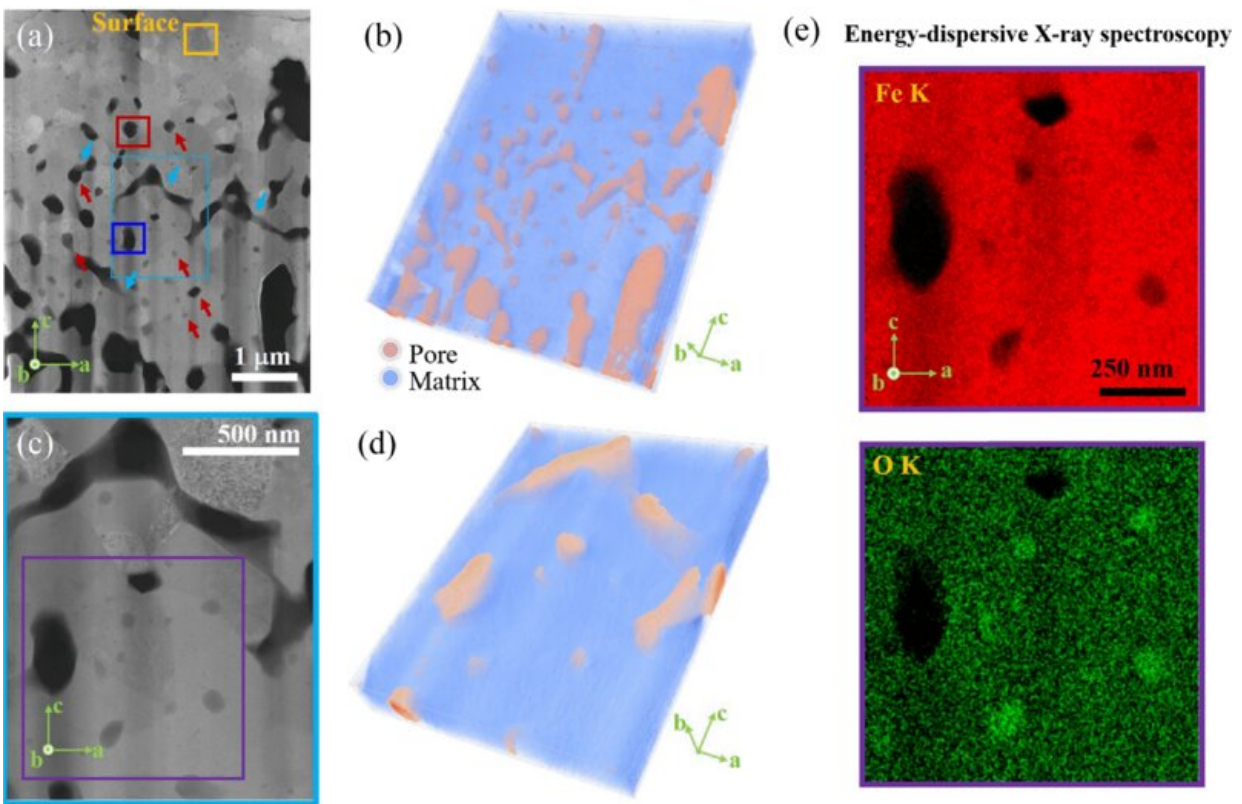 (a)
Surface
c
b
a
1 μm
(b)
c
b
a
Pore
Matrix
(c)
500 nm
c
b
a
(d)
c
b
a
(e)
Energy-dispersive X-ray spectroscopy
Fe K
c
b
a
250 nm
O K